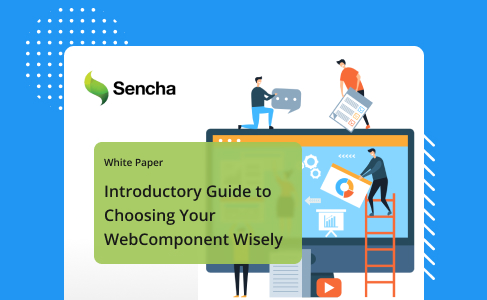 Sencha
White Paper
Introductory Guide to
Choosing Your
WebComponent Wisely